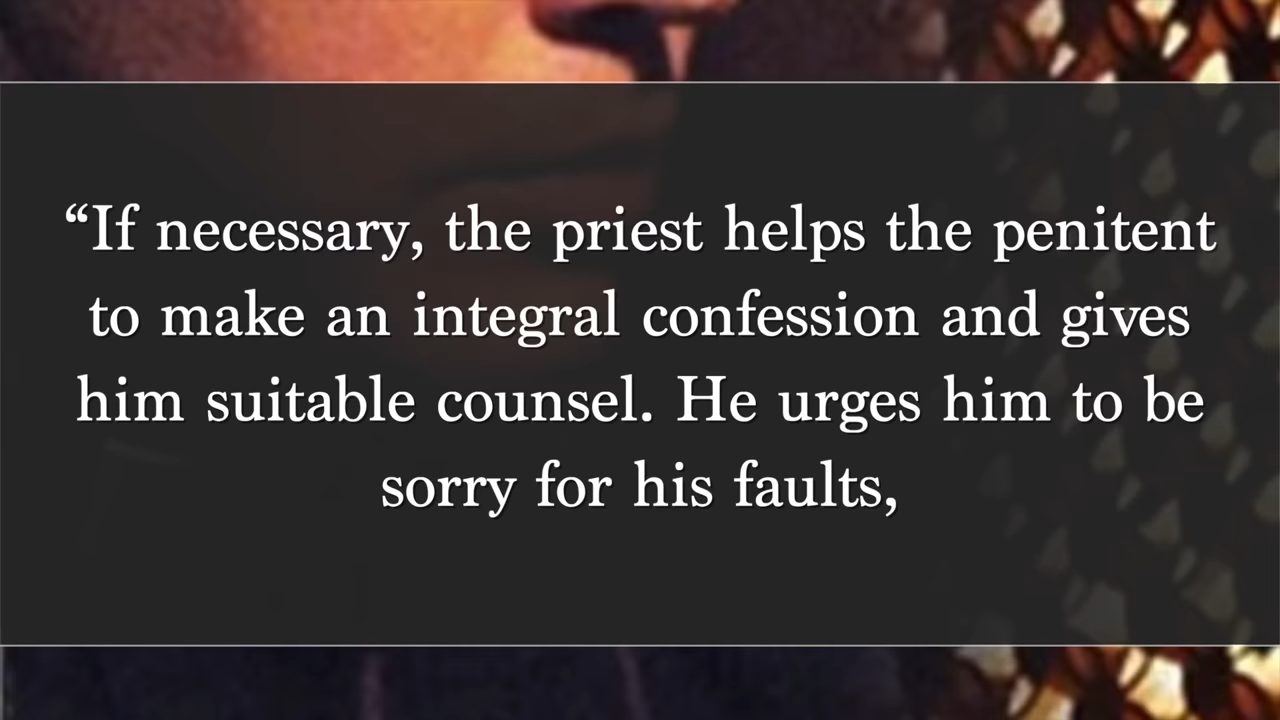 “If necessary, the priest helps the penitent
to make an integral confession and gives
him suitable counsel. He urges him to be
sorry for his faults,